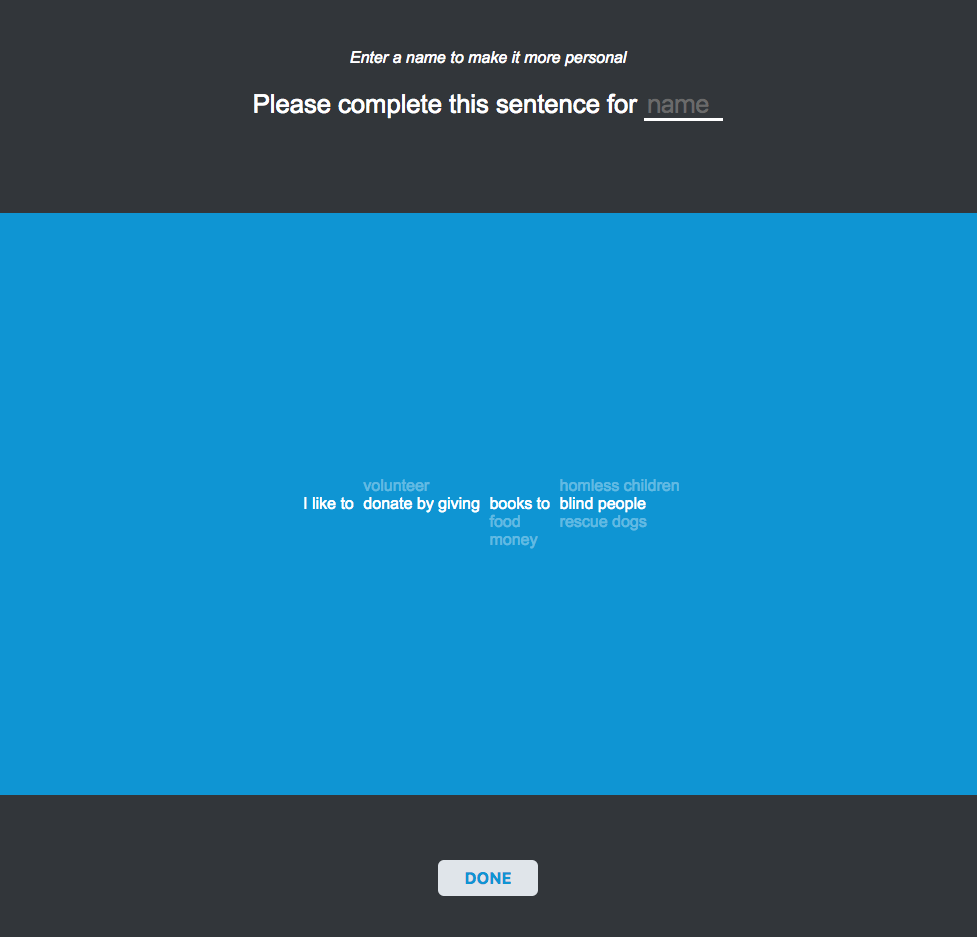 Enter a name to make it more personal
Please complete this sentence for name
volunteer homless children
I like to donate by giving books to blind people
food rescue dogs
money
DONE